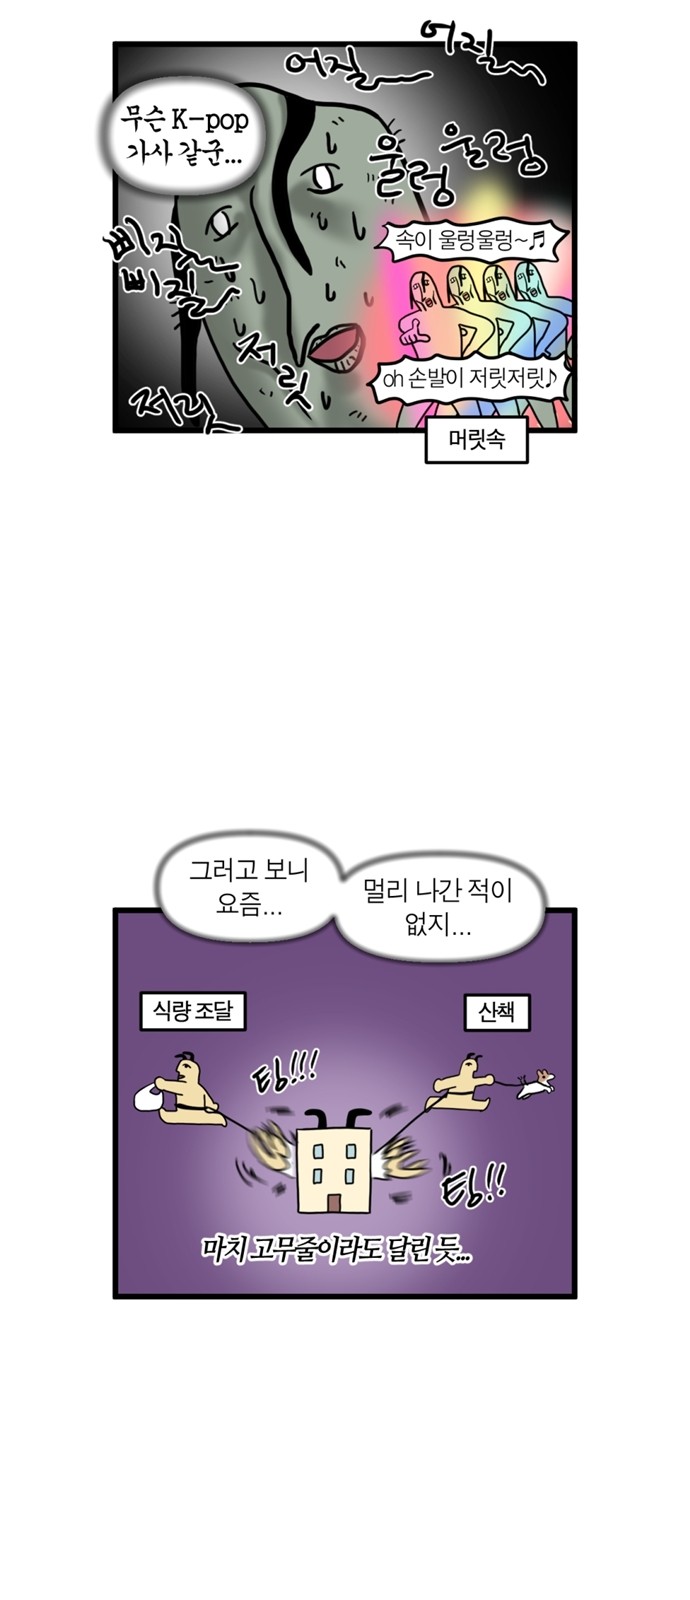 어질
어질
무슨 K-pop
가사 같군...
울렁
울렁
삐질
삐질
속이 울렁울렁~♬
저릿
저릿
oh 손발이 저릿저릿♪
머릿속
그러고 보니
요즘...
멀리 나간 적이
없지...
식량 조달
산책
팅!!!
팅!!
마치 고무줄이라도 달린 듯...